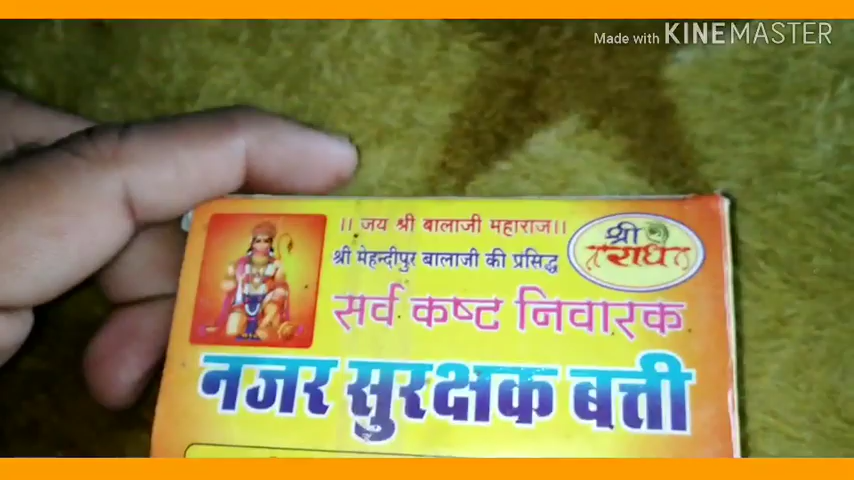 Made with KINEMASTER
।। जय श्री बालाजी महाराज।।
श्री मेहन्दीपुर बालाजी की प्रसिद्ध
श्री राधे
सर्व कष्ट निवारक
नजर सुरक्षक बत्ती